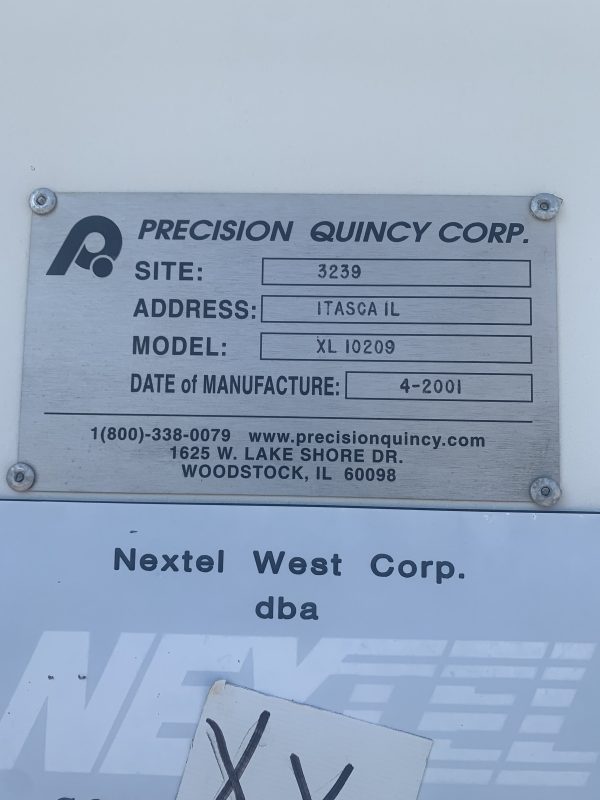 PRECISION QUINCY CORP.
SITE: 3239
ADDRESS: ITASCA IL
MODEL: XL 10209
DATE of MANUFACTURE: 4-2001
1(800)-338-0079 www.precisionquincy.com
1625 W. LAKE SHORE DR.
WOODSTOCK, IL 60098
Nextel West Corp.
dba
NEXTEL
XX